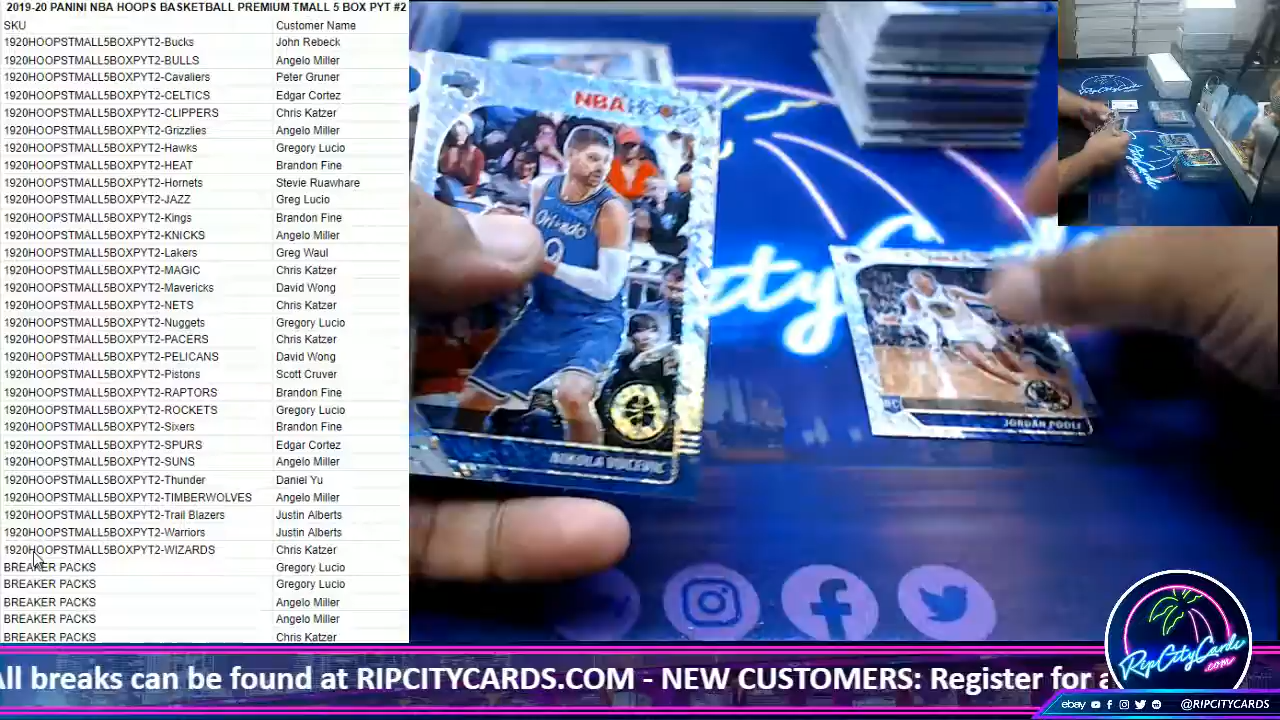 2019-20 PANINI NBA HOOPS BASKETBALL PREMIUM TMALL 5 BOX PYT #2
SKU Customer Name
1920HOOPSTMALL5BOXPYT2-Bucks John Rebeck
1920HOOPSTMALL5BOXPYT2-BULLS Angelo Miller
1920HOOPSTMALL5BOXPYT2-Cavaliers Peter Gruner
1920HOOPSTMALL5BOXPYT2-CELTICS Edgar Cortez
1920HOOPSTMALL5BOXPYT2-CLIPPERS Chris Katzer
1920HOOPSTMALL5BOXPYT2-Grizzlies Angelo Miller
1920HOOPSTMALL5BOXPYT2-Hawks Gregory Lucio
1920HOOPSTMALL5BOXPYT2-HEAT Brandon Fine
1920HOOPSTMALL5BOXPYT2-Hornets Stevie Ruawhare
1920HOOPSTMALL5BOXPYT2-JAZZ Greg Lucio
1920HOOPSTMALL5BOXPYT2-Kings Brandon Fine
1920HOOPSTMALL5BOXPYT2-KNICKS Angelo Miller
1920HOOPSTMALL5BOXPYT2-Lakers Greg Waul
1920HOOPSTMALL5BOXPYT2-MAGIC Chris Katzer
1920HOOPSTMALL5BOXPYT2-Mavericks David Wong
1920HOOPSTMALL5BOXPYT2-NETS Chris Katzer
1920HOOPSTMALL5BOXPYT2-Nuggets Gregory Lucio
1920HOOPSTMALL5BOXPYT2-PACERS Chris Katzer
1920HOOPSTMALL5BOXPYT2-PELICANS David Wong
1920HOOPSTMALL5BOXPYT2-Pistons Scott Cruver
1920HOOPSTMALL5BOXPYT2-RAPTORS Brandon Fine
1920HOOPSTMALL5BOXPYT2-ROCKETS Gregory Lucio
1920HOOPSTMALL5BOXPYT2-Sixers Brandon Fine
1920HOOPSTMALL5BOXPYT2-SPURS Edgar Cortez
1920HOOPSTMALL5BOXPYT2-SUNS Angelo Miller
1920HOOPSTMALL5BOXPYT2-Thunder Daniel Yu
1920HOOPSTMALL5BOXPYT2-TIMBERWOLVES Angelo Miller
1920HOOPSTMALL5BOXPYT2-Trail Blazers Justin Alberts
1920HOOPSTMALL5BOXPYT2-Warriors Justin Alberts
1920HOOPSTMALL5BOXPYT2-WIZARDS Chris Katzer
BREAKER PACKS Gregory Lucio
BREAKER PACKS Gregory Lucio
BREAKER PACKS Angelo Miller
BREAKER PACKS Angelo Miller
BREAKER PACKS Chris Katzer
NBA HOOPS
Orlando
NIKOLA VUCEVIC
JORDAN POOLE
RipCityCards
.com
All breaks can be found at RIPCITYCARDS.COM - NEW CUSTOMERS: Register for a
ebay @RIPCITYCARDS